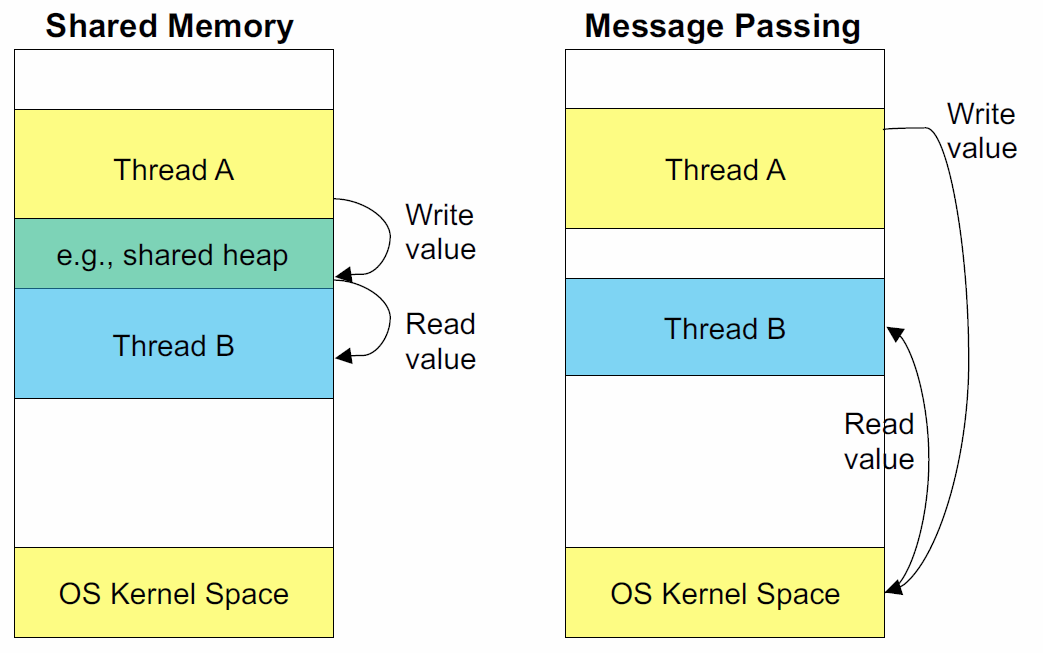 Shared Memory
Thread A
Write
value
e.g., shared heap
Read
value
Thread B
OS Kernel Space
Message Passing
Write
value
Thread A
Thread B
Read
value
OS Kernel Space